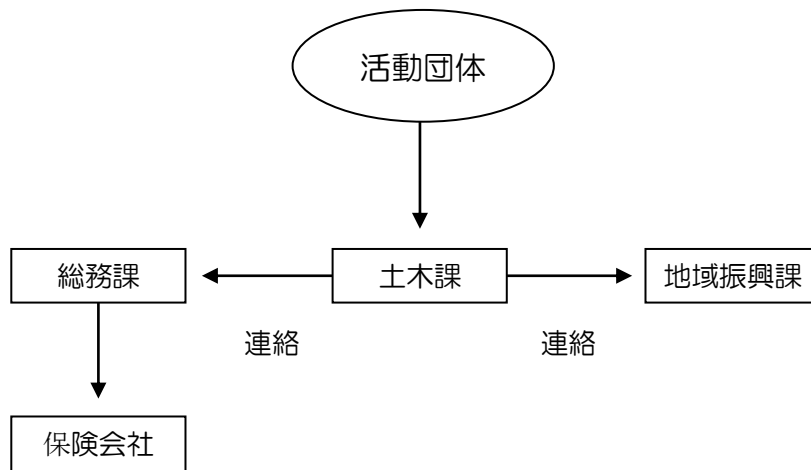 活動団体
総務課
土木課
地域振興課
連絡
連絡
保険会社